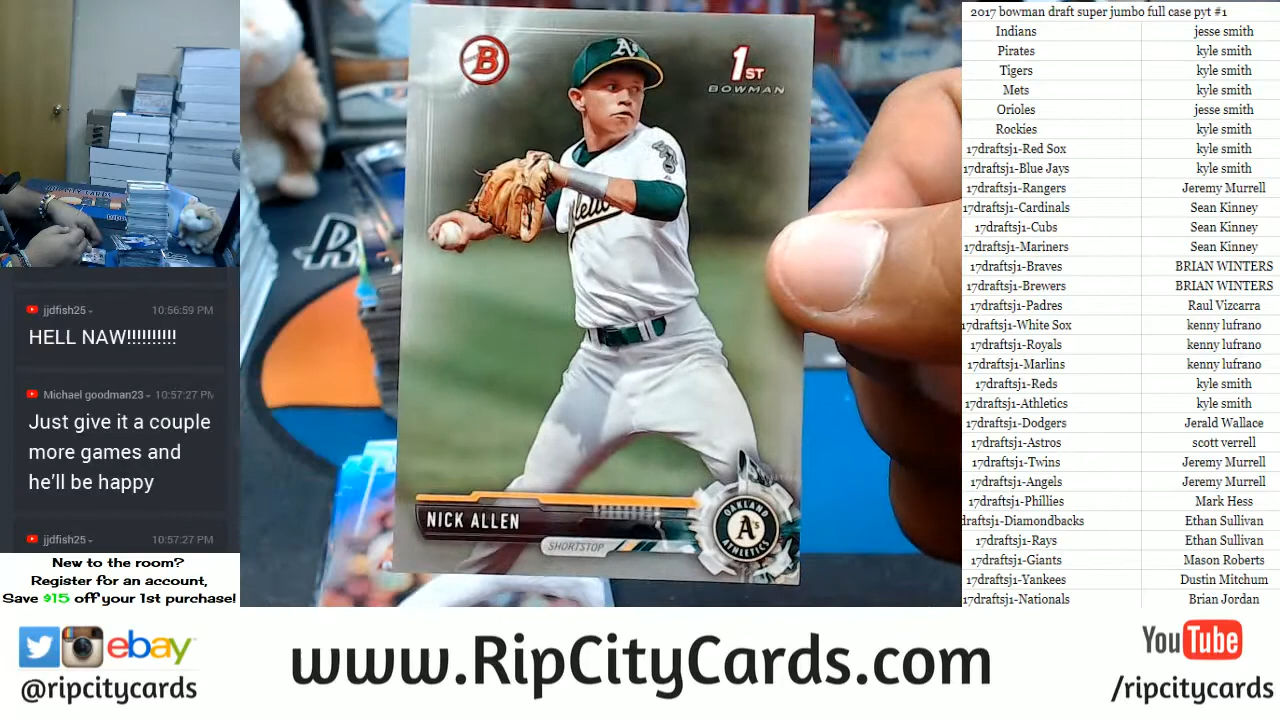 RIP CITY CARDS
jjdfish25 10:56:59 PM
HELL NAW!!!!!!!!!!
Michael goodman23 10:57:27 PM
Just give it a couple
more games and
he'll be happy
jjdfish25 10:57:27 PM
New to the room?
Register for an account,
Save $15 off your 1st purchase!
B
A's
1ST
BOWMAN
R
NICK ALLEN
SHORTSTOP
OAKLAND
A's
ATHLETICS
2017 bowman draft super jumbo full case pyt #1
Indians jesse smith
Pirates kyle smith
Tigers kyle smith
Mets kyle smith
Orioles jesse smith
Rockies kyle smith
17draftsj1-Red Sox kyle smith
17draftsj1-Blue Jays kyle smith
17draftsj1-Rangers Jeremy Murrell
17draftsj1-Cardinals Sean Kinney
17draftsj1-Cubs Sean Kinney
17draftsj1-Mariners Sean Kinney
17draftsj1-Braves BRIAN WINTERS
17draftsj1-Brewers BRIAN WINTERS
17draftsj1-Padres Raul Vizcarra
17draftsj1-White Sox kenny lufrano
17draftsj1-Royals kenny lufrano
17draftsj1-Marlins kenny lufrano
17draftsj1-Reds kyle smith
17draftsj1-Athletics kyle smith
17draftsj1-Dodgers Jerald Wallace
17draftsj1-Astros scott verrell
17draftsj1-Twins Jeremy Murrell
17draftsj1-Angels Jeremy Murrell
17draftsj1-Phillies Mark Hess
draftsj1-Diamondbacks Ethan Sullivan
17draftsj1-Rays Ethan Sullivan
17draftsj1-Giants Mason Roberts
17draftsj1-Yankees Dustin Mitchum
17draftsj1-Nationals Brian Jordan
ebay
@ripcitycards
www.RipCityCards.com
YouTube
/ripcitycards